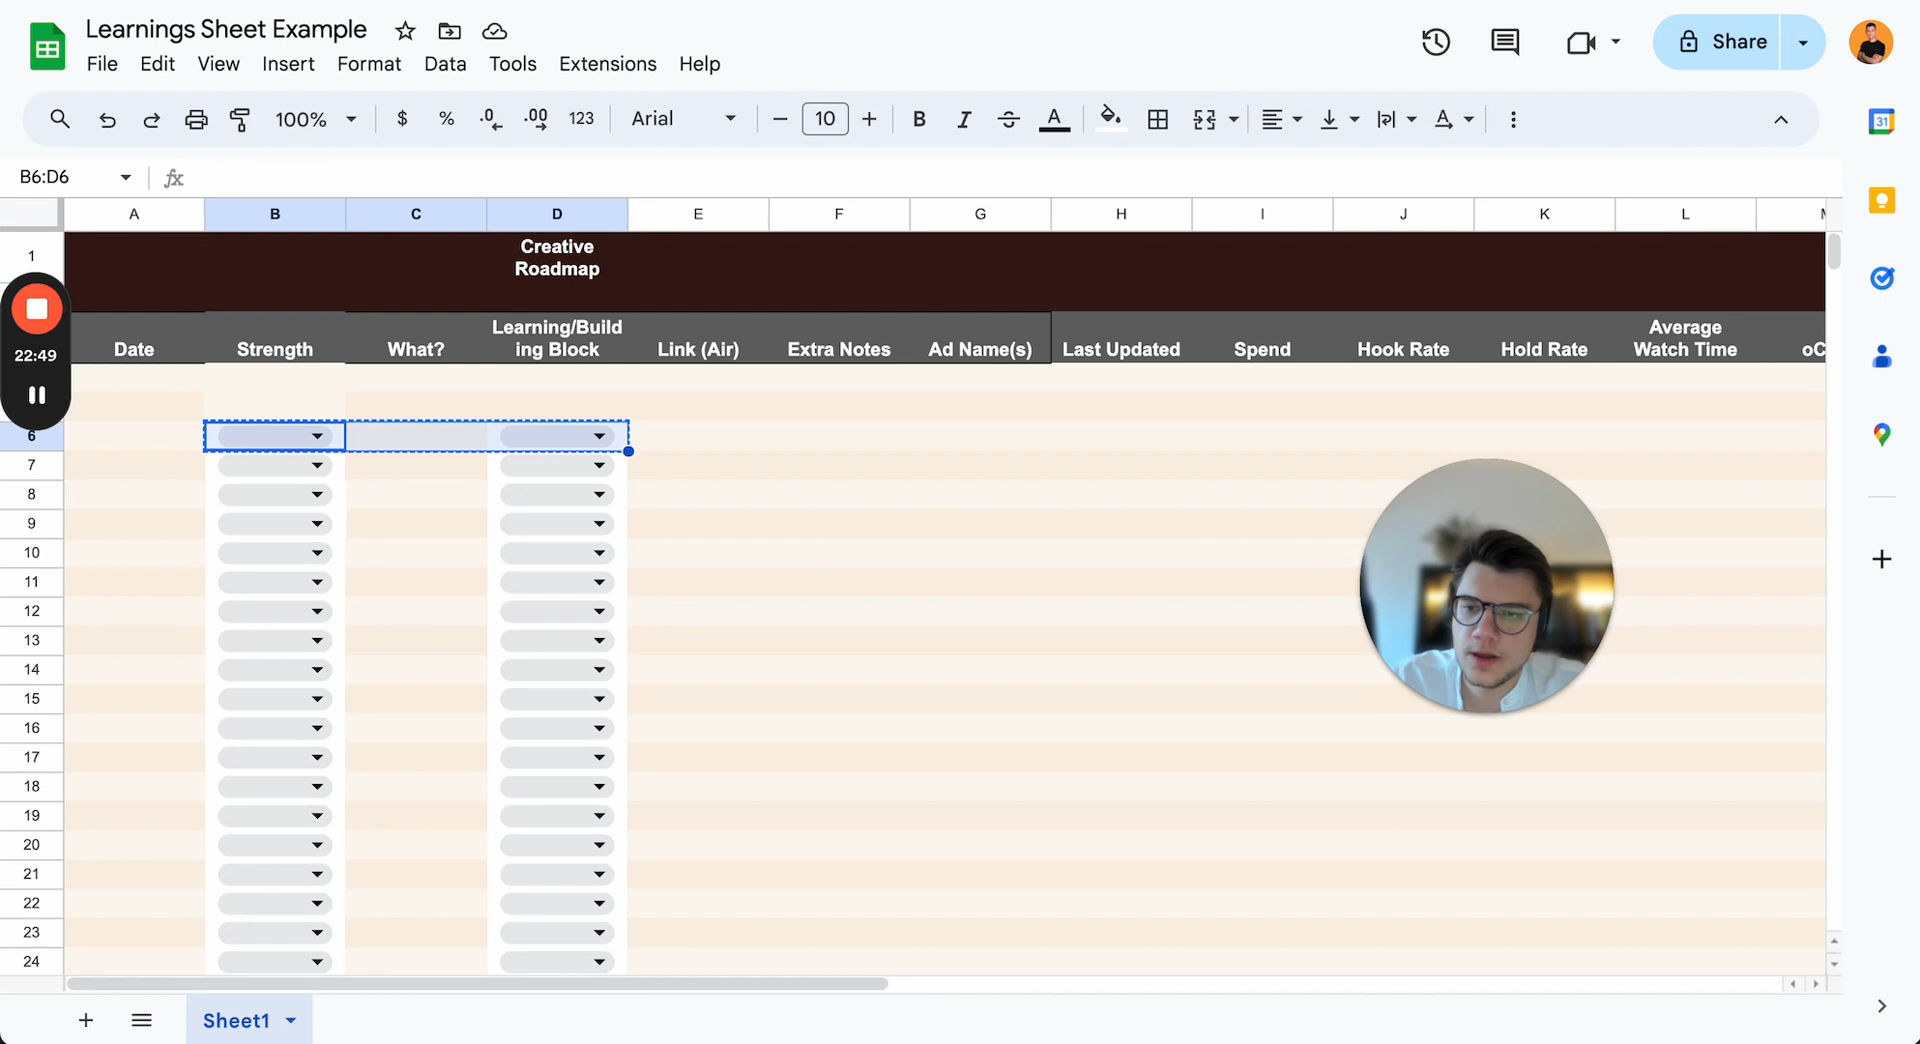 Learnings Sheet Example
File Edit View Insert Format Data Tools Extensions Help
Share
100% $ % .0 .00 123 Arial 10 B I A A
31
B6:D6 fx
A B C D E F G H I J K L
1
Creative
Roadmap
Date Strength What? Learning/Build
ing Block Link (Air) Extra Notes Ad Name(s) Last Updated Spend Hook Rate Hold Rate Average
Watch Time oC
22:49
6
7
8
9
10
11
12
13
14
15
16
17
18
19
20
21
22
23
24
Sheet1